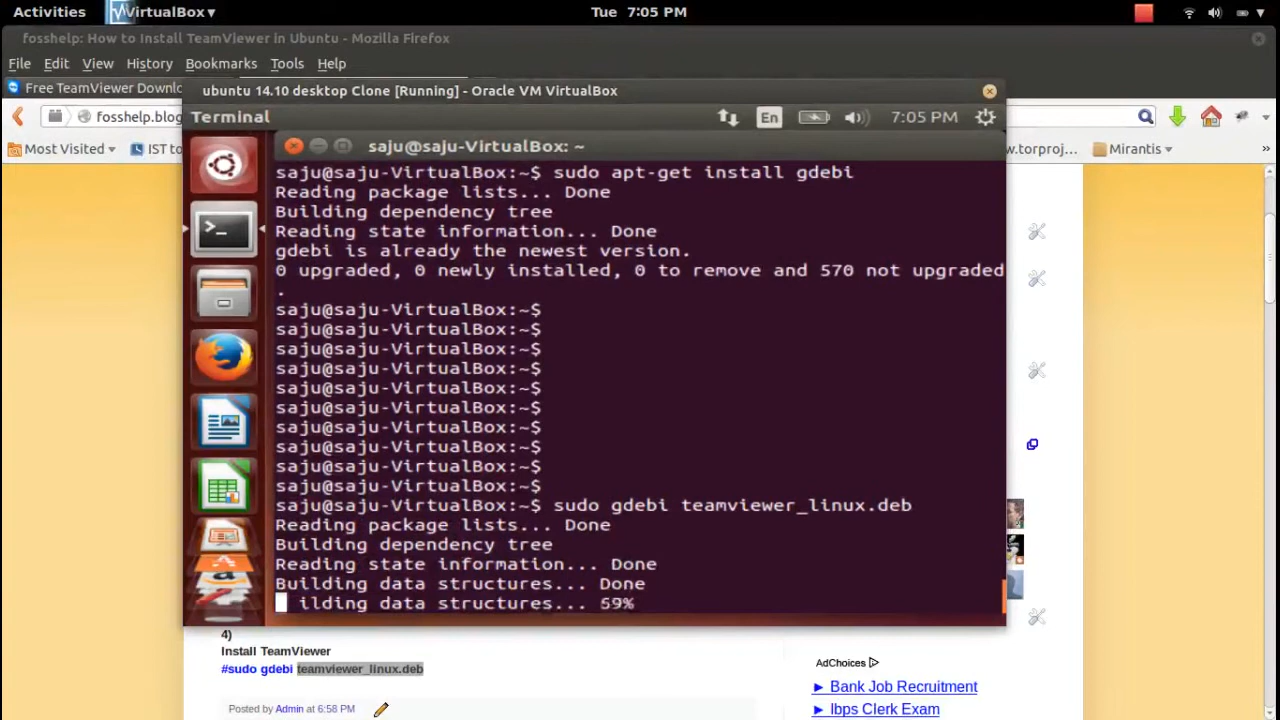 Activities
VirtualBox ▾
Tue 7:05 PM
fosshelp: How to Install TeamViewer in Ubuntu - Mozilla Firefox
File Edit View History Bookmarks Tools Help
Free TeamViewer Downlo
ubuntu 14.10 desktop Clone [Running] - Oracle VM VirtualBox
fosshelp.blog
Most Visited ▾
IST to
w.torproj...
Mirantis ▾
»
Terminal
En
7:05 PM
saju@saju-VirtualBox: ~
saju@saju-VirtualBox:~$ sudo apt-get install gdebi
Reading package lists... Done
Building dependency tree
Reading state information... Done
gdebi is already the newest version.
0 upgraded, 0 newly installed, 0 to remove and 570 not upgraded
.
saju@saju-VirtualBox:~$
saju@saju-VirtualBox:~$
saju@saju-VirtualBox:~$
saju@saju-VirtualBox:~$
saju@saju-VirtualBox:~$
saju@saju-VirtualBox:~$
saju@saju-VirtualBox:~$
saju@saju-VirtualBox:~$
saju@saju-VirtualBox:~$
saju@saju-VirtualBox:~$
saju@saju-VirtualBox:~$ sudo gdebi teamviewer_linux.deb
Reading package lists... Done
Building dependency tree
Reading state information... Done
Building data structures... Done
ilding data structures... 59%
4)
Install TeamViewer
#sudo gdebi teamviewer_linux.deb
Posted by Admin at 6:58 PM
AdChoices
► Bank Job Recruitment
► Ibps Clerk Exam